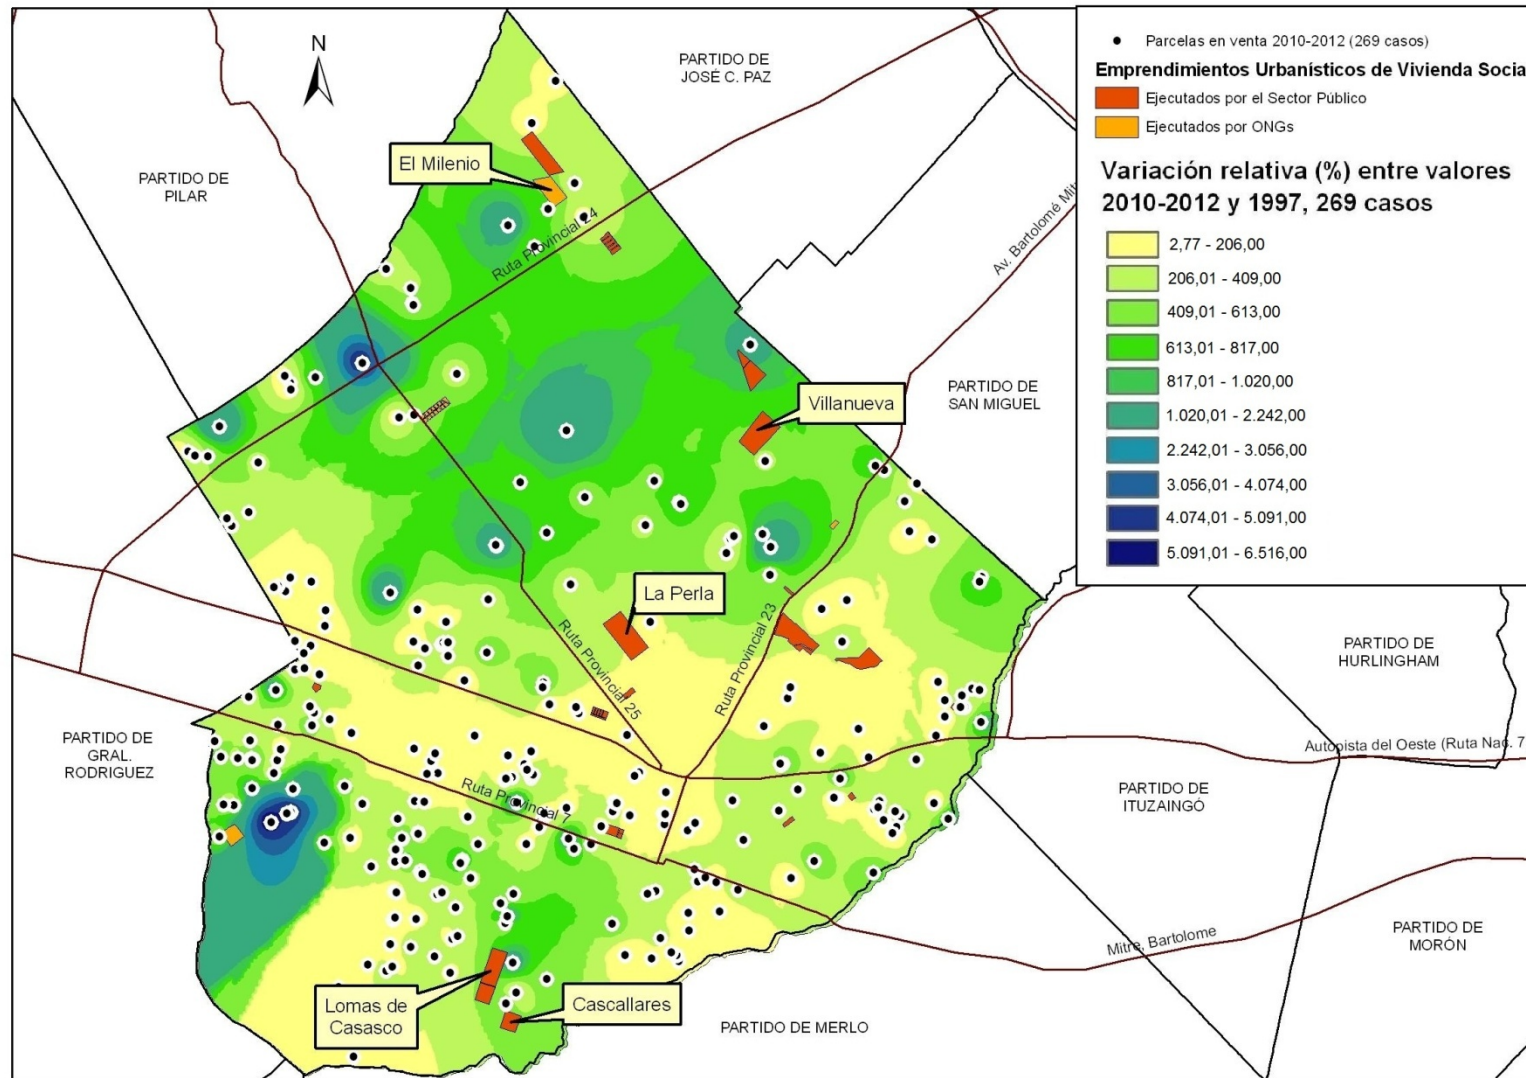 N
PARTIDO DE
JOSÉ C. PAZ
PARTIDO DE
PILAR
El Milenio
Ruta Provincial 24
Av. Bartolomé Mitre
PARTIDO DE
SAN MIGUEL
Villanueva
La Perla
Ruta Provincial 25
Ruta Provincial 23
PARTIDO DE
HURLINGHAM
PARTIDO DE
GRAL.
RODRIGUEZ
Autopista del Oeste (Ruta Nac. 7
Ruta Provincial 7
PARTIDO DE
ITUZAINGÓ
PARTIDO DE
MORÓN
Mitre, Bartolome
Lomas de
Casasco
Cascallares
PARTIDO DE MERLO
Parcelas en venta 2010-2012 (269 casos)
Emprendimientos Urbanísticos de Vivienda Socia
Ejecutados por el Sector Público
Ejecutados por ONGs
Variación relativa (%) entre valores
2010-2012 y 1997, 269 casos
2,77 - 206,00
206,01 - 409,00
409,01 - 613,00
613,01 - 817,00
817,01 - 1.020,00
1.020,01 - 2.242,00
2.242,01 - 3.056,00
3.056,01 - 4.074,00
4.074,01 - 5.091,00
5.091,01 - 6.516,00